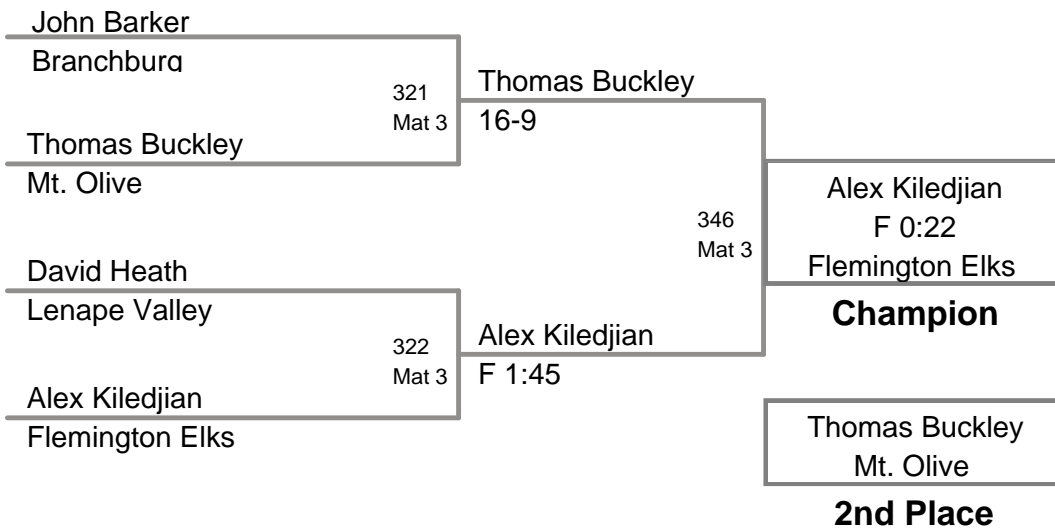 John Barker
Branchburg
321
Mat 3
Thomas Buckley
16-9
Thomas Buckley
Mt. Olive
346
Mat 3
Alex Kiledjian
F 0:22
Flemington Elks
Champion
David Heath
Lenape Valley
322
Mat 3
Alex Kiledjian
F 1:45
Alex Kiledjian
Flemington Elks
Thomas Buckley
Mt. Olive
2nd Place